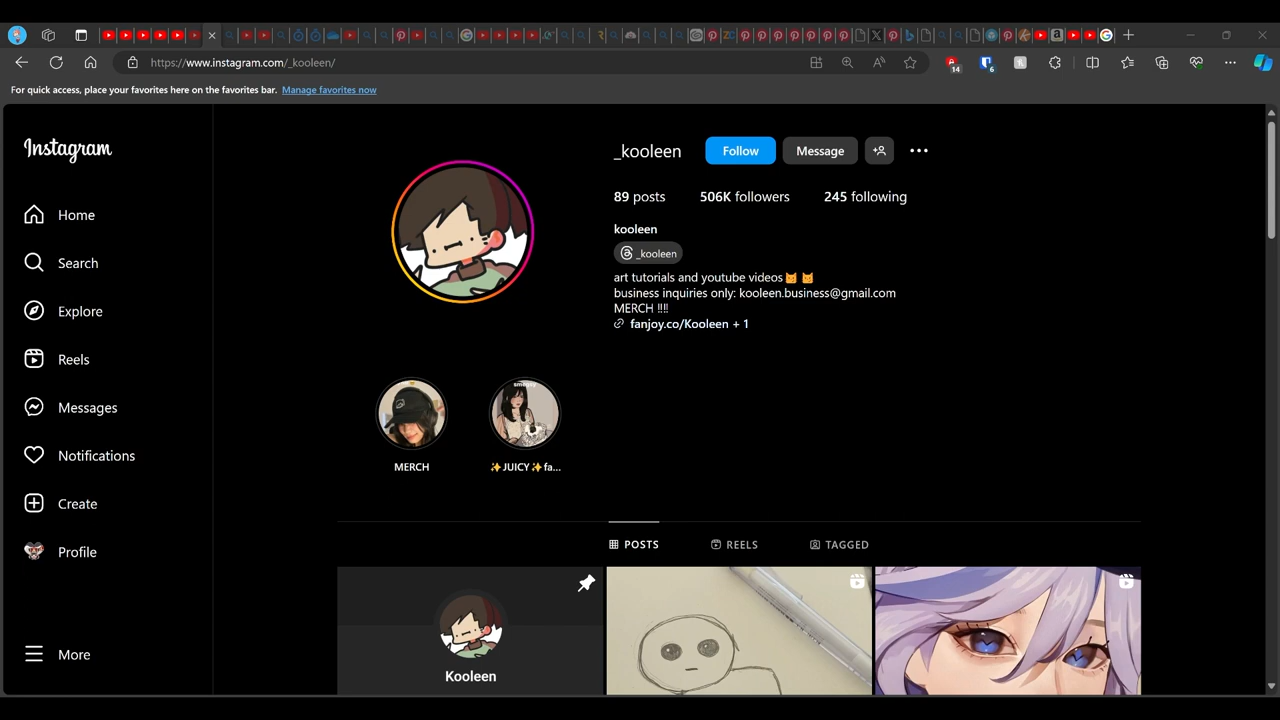 https://www.instagram.com/_kooleen/
14
6
For quick access, place your favorites here on the favorites bar. Manage favorites now
Instagram
Home
Search
Explore
Reels
Messages
Notifications
Create
Profile
More
_kooleen
Follow
Message
89 posts 506K followers 245 following
kooleen
_kooleen
art tutorials and youtube videos😼 😼
business inquiries only: kooleen.business@gmail.com
MERCH !!!!
fanjoy.co/Kooleen + 1
MERCH
✨JUICY✨fa...
POSTS REELS TAGGED
Kooleen